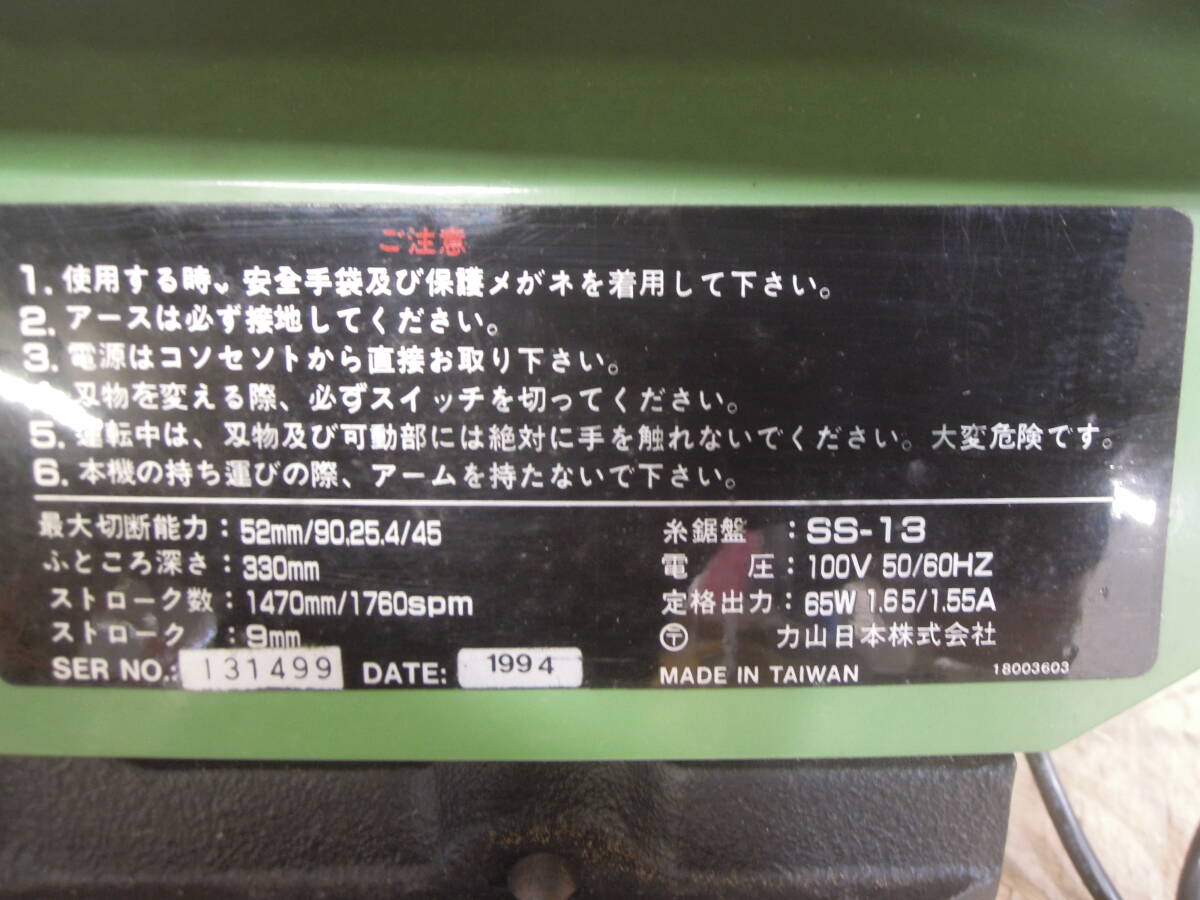 ご注意
1. 使用する時、安全手袋及び保護メがネを着用して下さい。
2. アースは必ず接地してください。
3. 電源はコソセソトから直接お取り下さい。
刃物を変える際、必ずスイッチを切ってください。
5. 運転中は、刃物及び可動部には絶対に手を触れないでください。大変危険です。
6. 本機の持ち運びの際、アームを持たないで下さい。
最大切断能力：52mm/90,25.4/45
ふところ深さ：330mm
ストローク数：1470mm/1760spm
ストローク ：9mm
SER NO.: 131499 DATE: 1994
糸鋸盤 ：SS-13
電 圧：100V 50/60HZ
定格出力：65W 1.65/1.55A
〶 力山日本株式会社
MADE IN TAIWAN 18003603